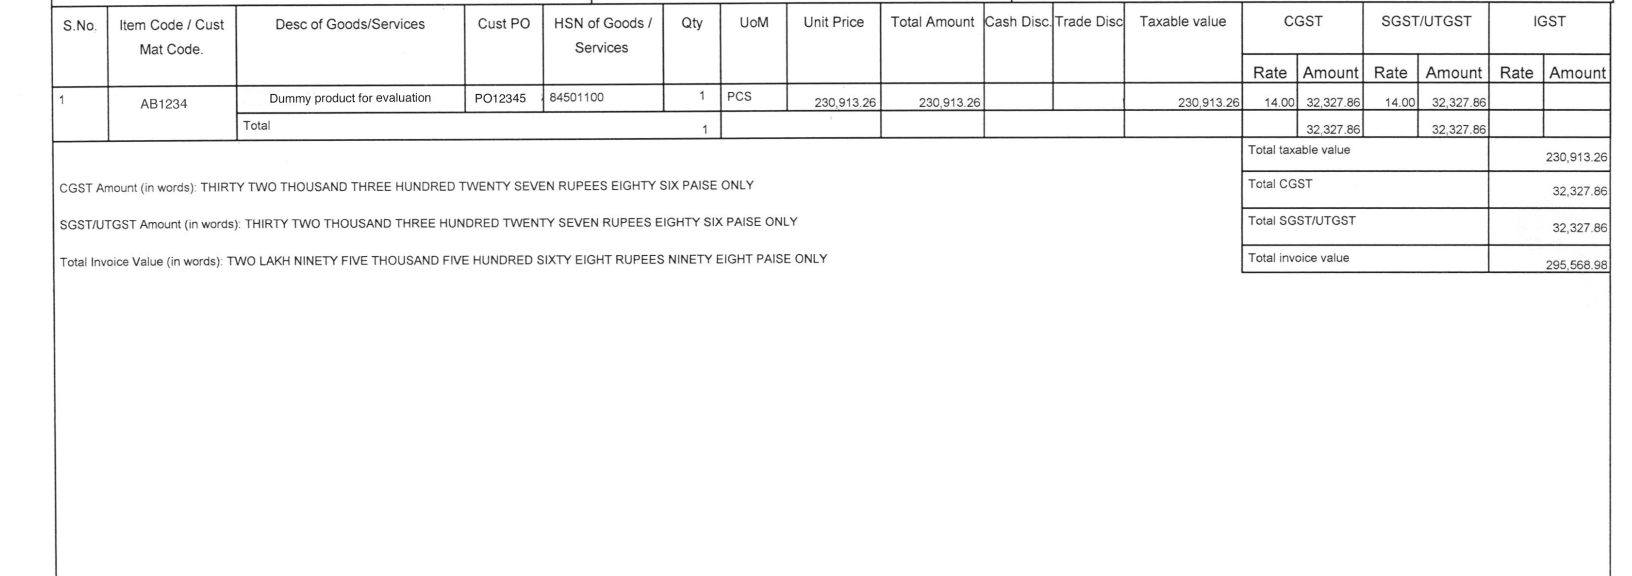 S.No. Item Code / Cust Mat Code. Desc of Goods/Services Cust PO HSN of Goods / Services Qty UoM Unit Price Total Amount Cash Disc. Trade Disc Taxable value CGST SGST/UTGST IGST
Rate Amount Rate Amount Rate Amount
1 AB1234 Dummy product for evaluation PO12345 84501100 1 PCS 230,913.26 230,913.26 230,913.26 14.00 32,327.86 14.00 32,327.86
Total 1 32,327.86 32,327.86
Total taxable value 230,913.26
CGST Amount (in words): THIRTY TWO THOUSAND THREE HUNDRED TWENTY SEVEN RUPEES EIGHTY SIX PAISE ONLY Total CGST 32,327.86
SGST/UTGST Amount (in words): THIRTY TWO THOUSAND THREE HUNDRED TWENTY SEVEN RUPEES EIGHTY SIX PAISE ONLY Total SGST/UTGST 32,327.86
Total Invoice Value (in words): TWO LAKH NINETY FIVE THOUSAND FIVE HUNDRED SIXTY EIGHT RUPEES NINETY EIGHT PAISE ONLY Total invoice value 295,568.98